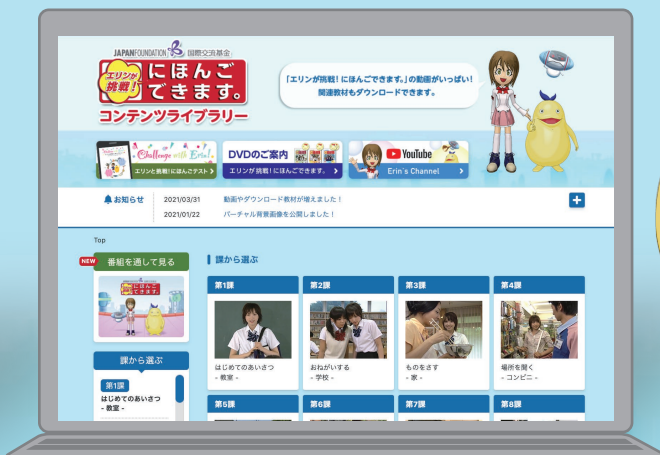 JAPANFOUNDATION 国際交流基金
エリンが
挑戦！
にほんご
できます。
コンテンツライブラリー
「エリンが挑戦！にほんごできます。」の動画がいっぱい！
関連教材もダウンロードできます。
Challenge with Erin!
エリンと挑戦！にほんごテスト
DVDのご案内
エリンが挑戦！にほんごできます。
YouTube
Erin's Channel
お知らせ
2021/03/31 動画やダウンロード教材が増えました！
2021/01/22 バーチャル背景画像を公開しました！
Top
NEW 番組を通して見る
にほんご
できます。
課から選ぶ
第1課
はじめてのあいさつ
- 教室 -
課から選ぶ
第1課 第2課 第3課 第4課
はじめてのあいさつ おねがいする ものをさす 場所を聞く
- 教室 - - 学校 - - 家 - - コンビニ -
第5課 第6課 第7課 第8課